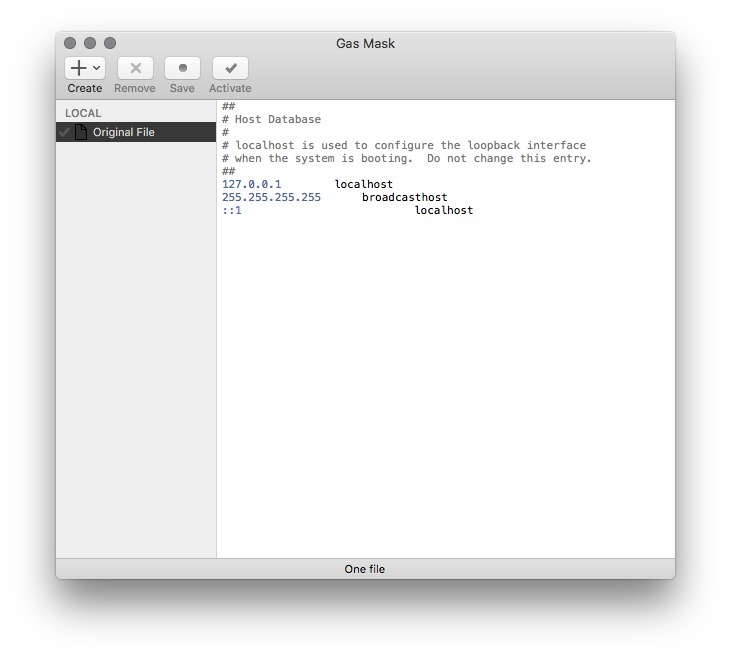 Gas Mask
Create Remove Save Activate
LOCAL
Original File
##
# Host Database
#
# localhost is used to configure the loopback interface
# when the system is booting.  Do not change this entry.
##
127.0.0.1        localhost
255.255.255.255      broadcasthost
::1                          localhost
One file